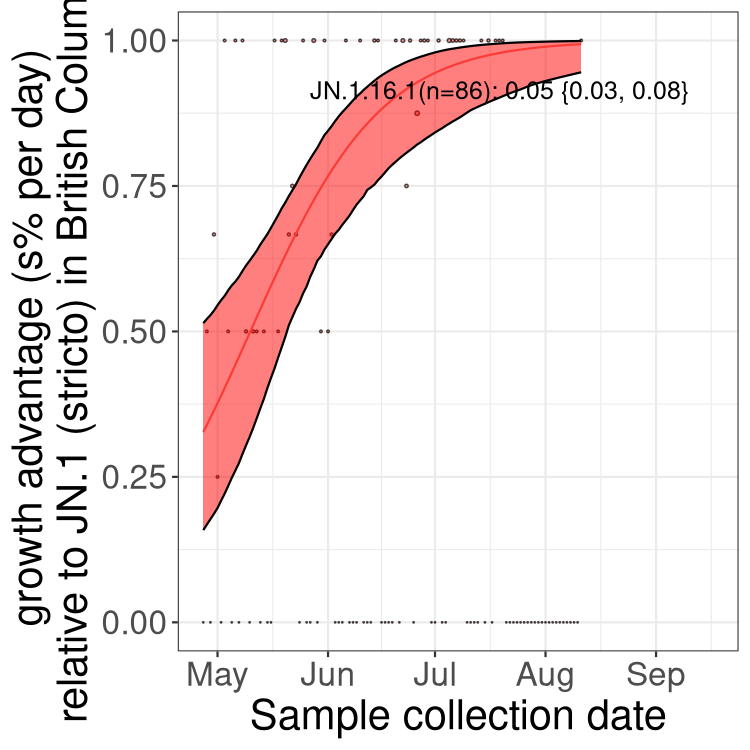 growth advantage (s% per day)
relative to JN.1 (stricto) in British Colum
1.00
0.75
0.50
0.25
0.00
JN.1.16.1(n=86): 0.05 {0.03, 0.08}
May Jun Jul Aug Sep
Sample collection date